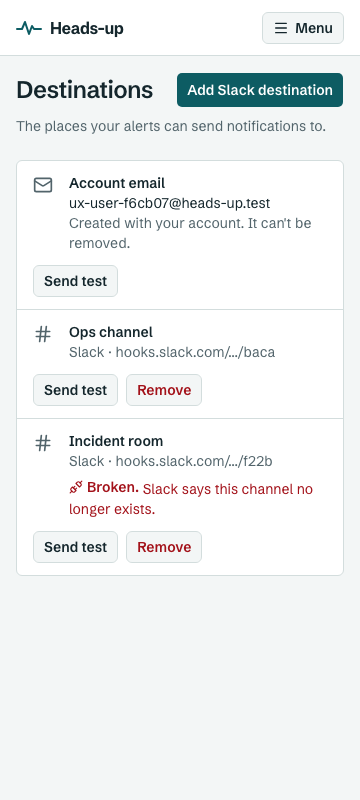 Heads-up
Menu
Destinations
Add Slack destination
The places your alerts can send notifications to.
Account email
ux-user-f6cb07@heads-up.test
Created with your account. It can't be
removed.
Send test
Ops channel
Slack · hooks.slack.com/…/baca
Send test
Remove
Incident room
Slack · hooks.slack.com/…/f22b
Broken. Slack says this channel no
longer exists.
Send test
Remove